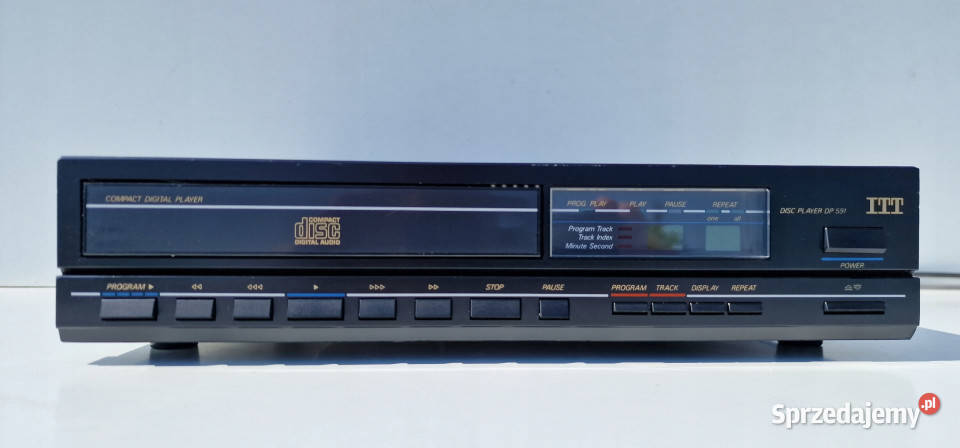 COMPACT DIGITAL PLAYER
COMPACT
disc
DIGITAL AUDIO
PROG. PLAY PLAY PAUSE REPEAT
one all
Program Track
Track Index
Minute Second
DISC PLAYER DP 591
ITT
POWER
PROGRAM STOP PAUSE PROGRAM TRACK DISPLAY REPEAT
Sprzedajemy.pl